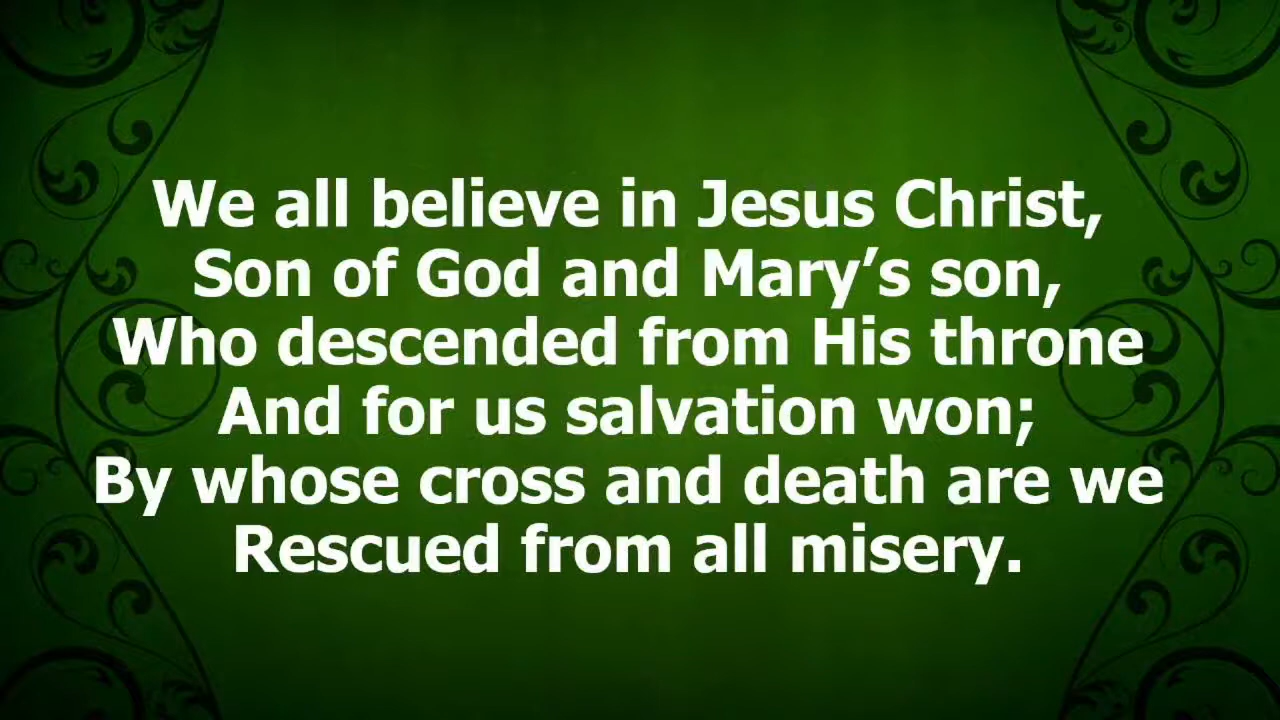 We all believe in Jesus Christ,
Son of God and Mary’s son,
Who descended from His throne
And for us salvation won;
By whose cross and death are we
Rescued from all misery.